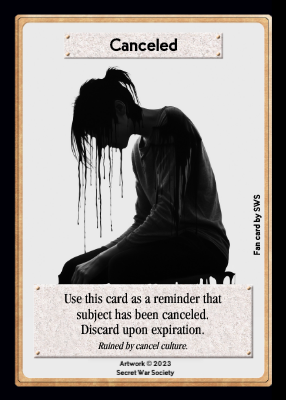 Canceled
Fan card by SWS
Use this card as a reminder that
subject has been canceled.
Discard upon expiration.
Ruined by cancel culture.
Artwork © 2023
Secret War Society